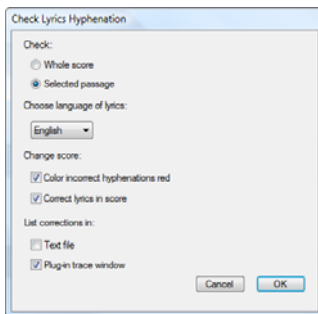 Check Lyrics Hyphenation
Check:
Whole score
Selected passage
Choose language of lyrics:
English
Change score:
Color incorrect hyphenations red
Correct lyrics in score
List corrections in:
Text file
Plug-in trace window
Cancel OK